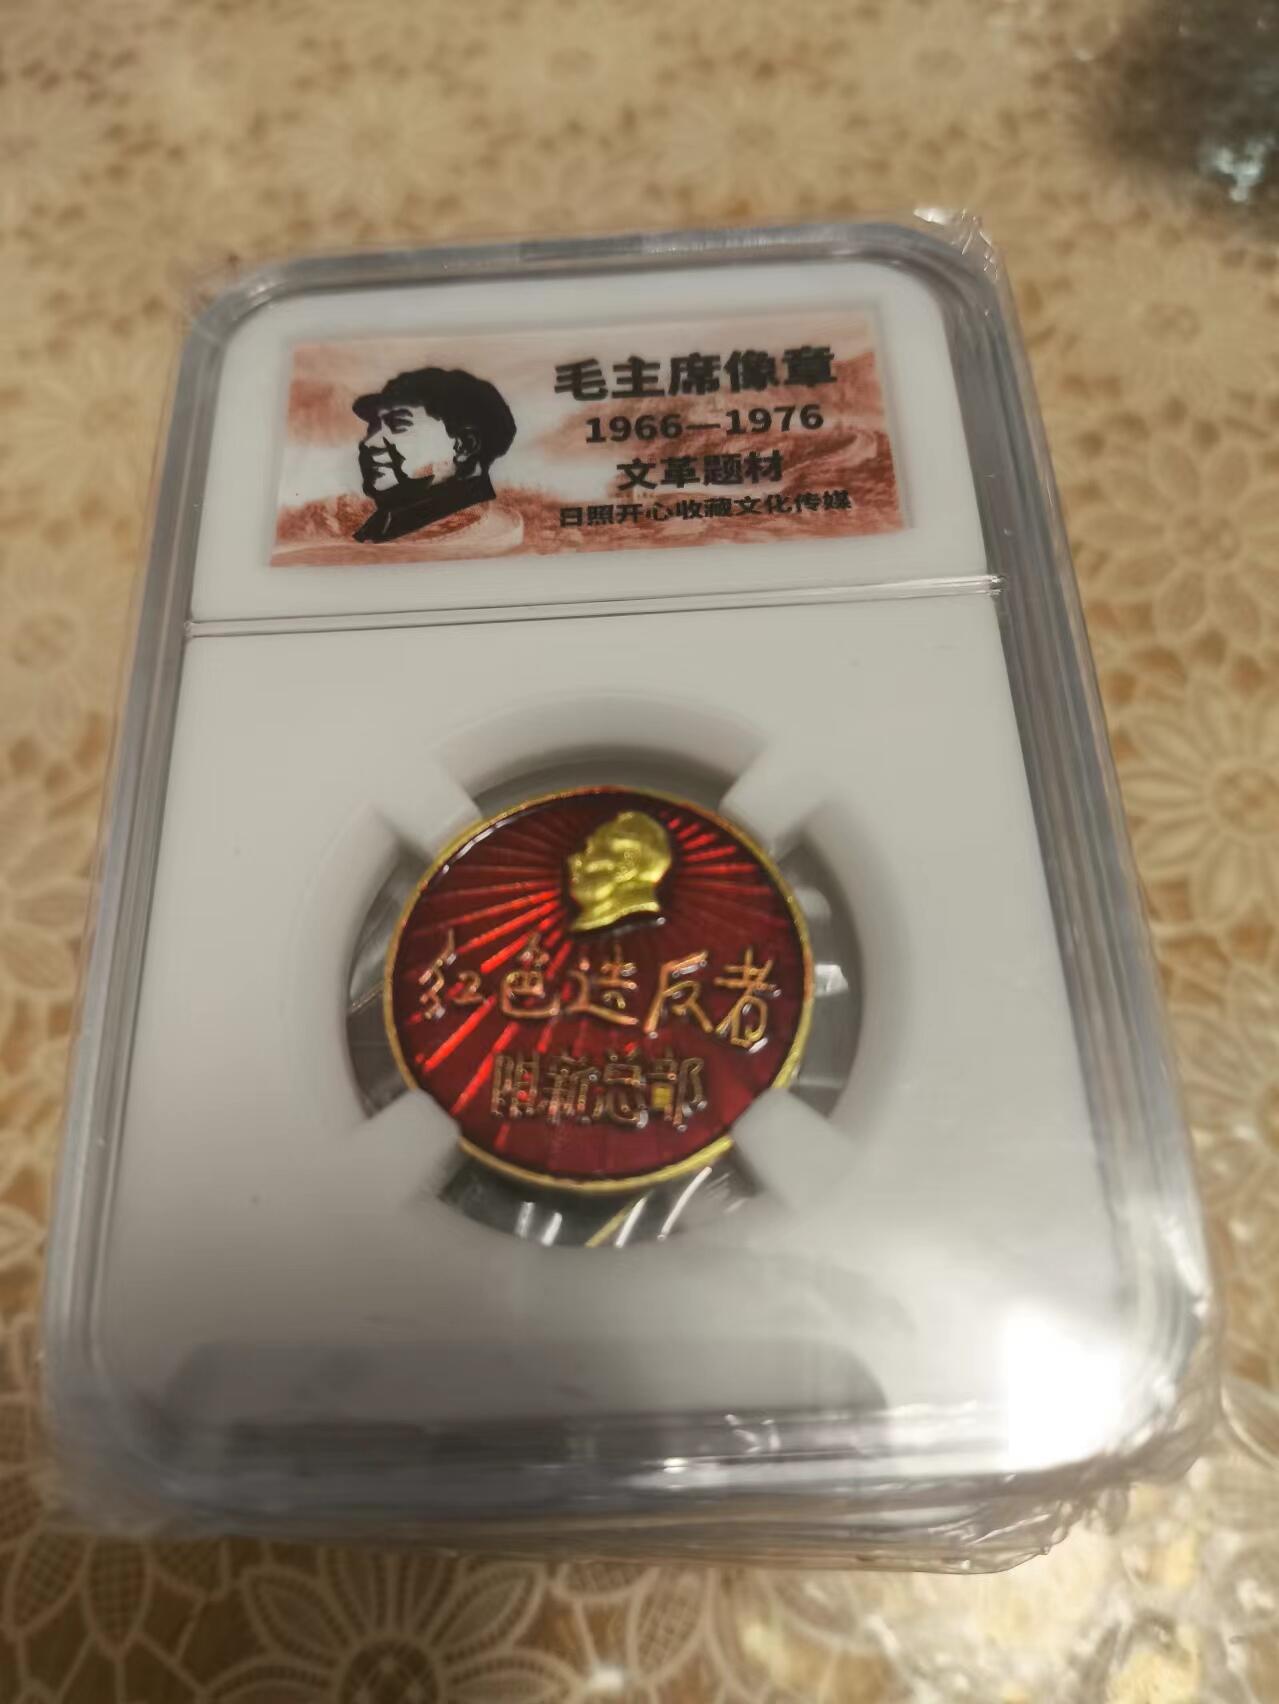 毛主席像章
1966—1976
文革题材
日照开心收藏文化传媒
红色造反者
阳新总部